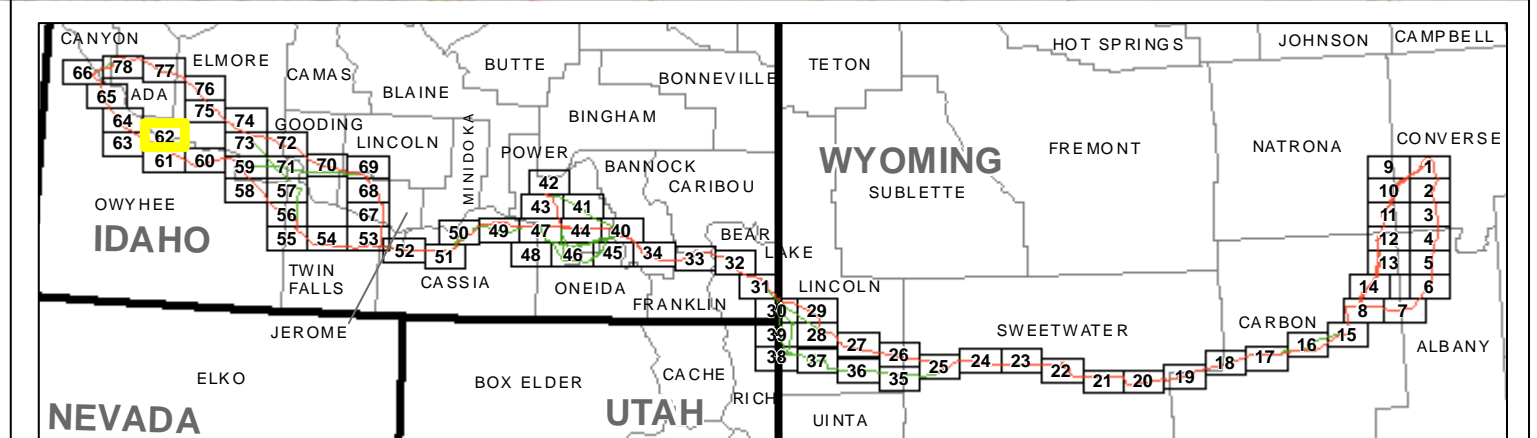 CANYON
ELMORE
CAMAS
BUTTE
BONNEVILLE
TETON
HOT SPRINGS
JOHNSON
CAMPBELL
66 78 77
76
65 ADA
75
BLAINE
BINGHAM
64 74
GOODING
63 62 73 72
LINCOLN
MINIDOKA
POWER
BANNOCK
CARIBOU
WYOMING
SUBLETTE
FREMONT
NATRONA
CONVERSE
61 60 59 71 70 69
9 1
58 57 68
42
10 2
OWYHEE
56 67
43 41
11 3
IDAHO
55 54 53
50 49 47 44 40
BEAR LAKE
12 4
52 51
48 46 45 34 33 32
13 5
TWIN FALLS
CASSIA
ONEIDA
31
LINCOLN
14 6
FRANKLIN
30 29
8 7
JEROME
39 28
SWEETWATER
CARBON
15
ALBANY
38 37 27 26
16
36 35 25 24 23 22 21 20 19 18 17
ELKO
BOX ELDER
CACHE
RICH
UINTA
NEVADA
UTAH